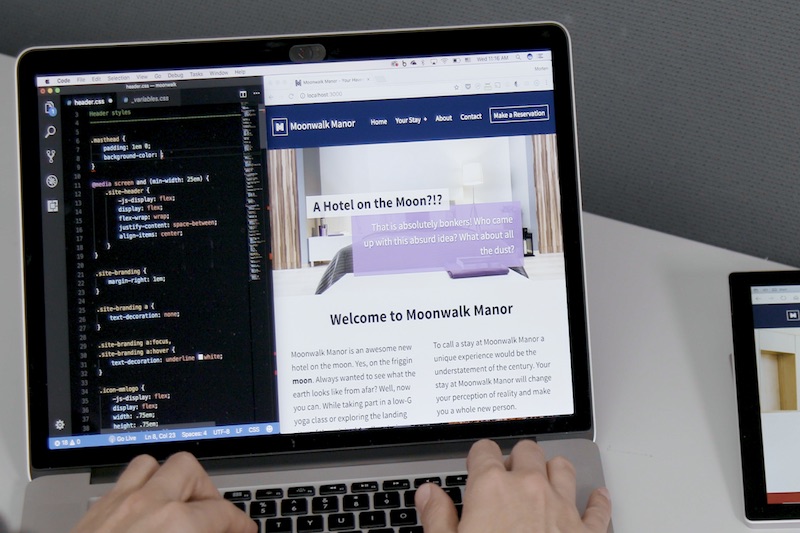 Code File Edit Selection View Go Debug Tasks Window Help
Wed 11:16 AM
header.css — moonwalk
header.css
_variables.css
Header styles
.masthead {
padding: 1em 0;
background-color: ;
}
@media screen and (min-width: 25em) {
.site-header {
-js-display: flex;
display: flex;
flex-wrap: wrap;
justify-content: space-between;
align-items: center;
}
}
.site-branding {
margin-right: 1em;
}
.site-branding a {
text-decoration: none;
}
.site-branding a:focus,
.site-branding a:hover {
text-decoration: underline white;
}
.icon-mmlogo {
-js-display: flex;
display: flex;
width: .75em;
height: .75em;
Go Live Ln 8, Col 23 Spaces: 4 UTF-8 LF CSS
Moonwalk Manor - Your
localhost:3000
Moonwalk Manor
Home Your Stay + About Contact Make a Reservation
A Hotel on the Moon?!?
That is absolutely bonkers! Who came
up with this absurd idea? What about all
the dust?
Welcome to Moonwalk Manor
Moonwalk Manor is an awesome new
hotel on the moon. Yes, on the friggin
moon. Always wanted to see what the
earth looks like from afar? Well, now
you can. While taking part in a low-G
yoga class or exploring the landing
To call a stay at Moonwalk Manor a
unique experience would be the
understatement of the century. Your
stay at Moonwalk Manor will change
your perception of reality and make
you a whole new person.